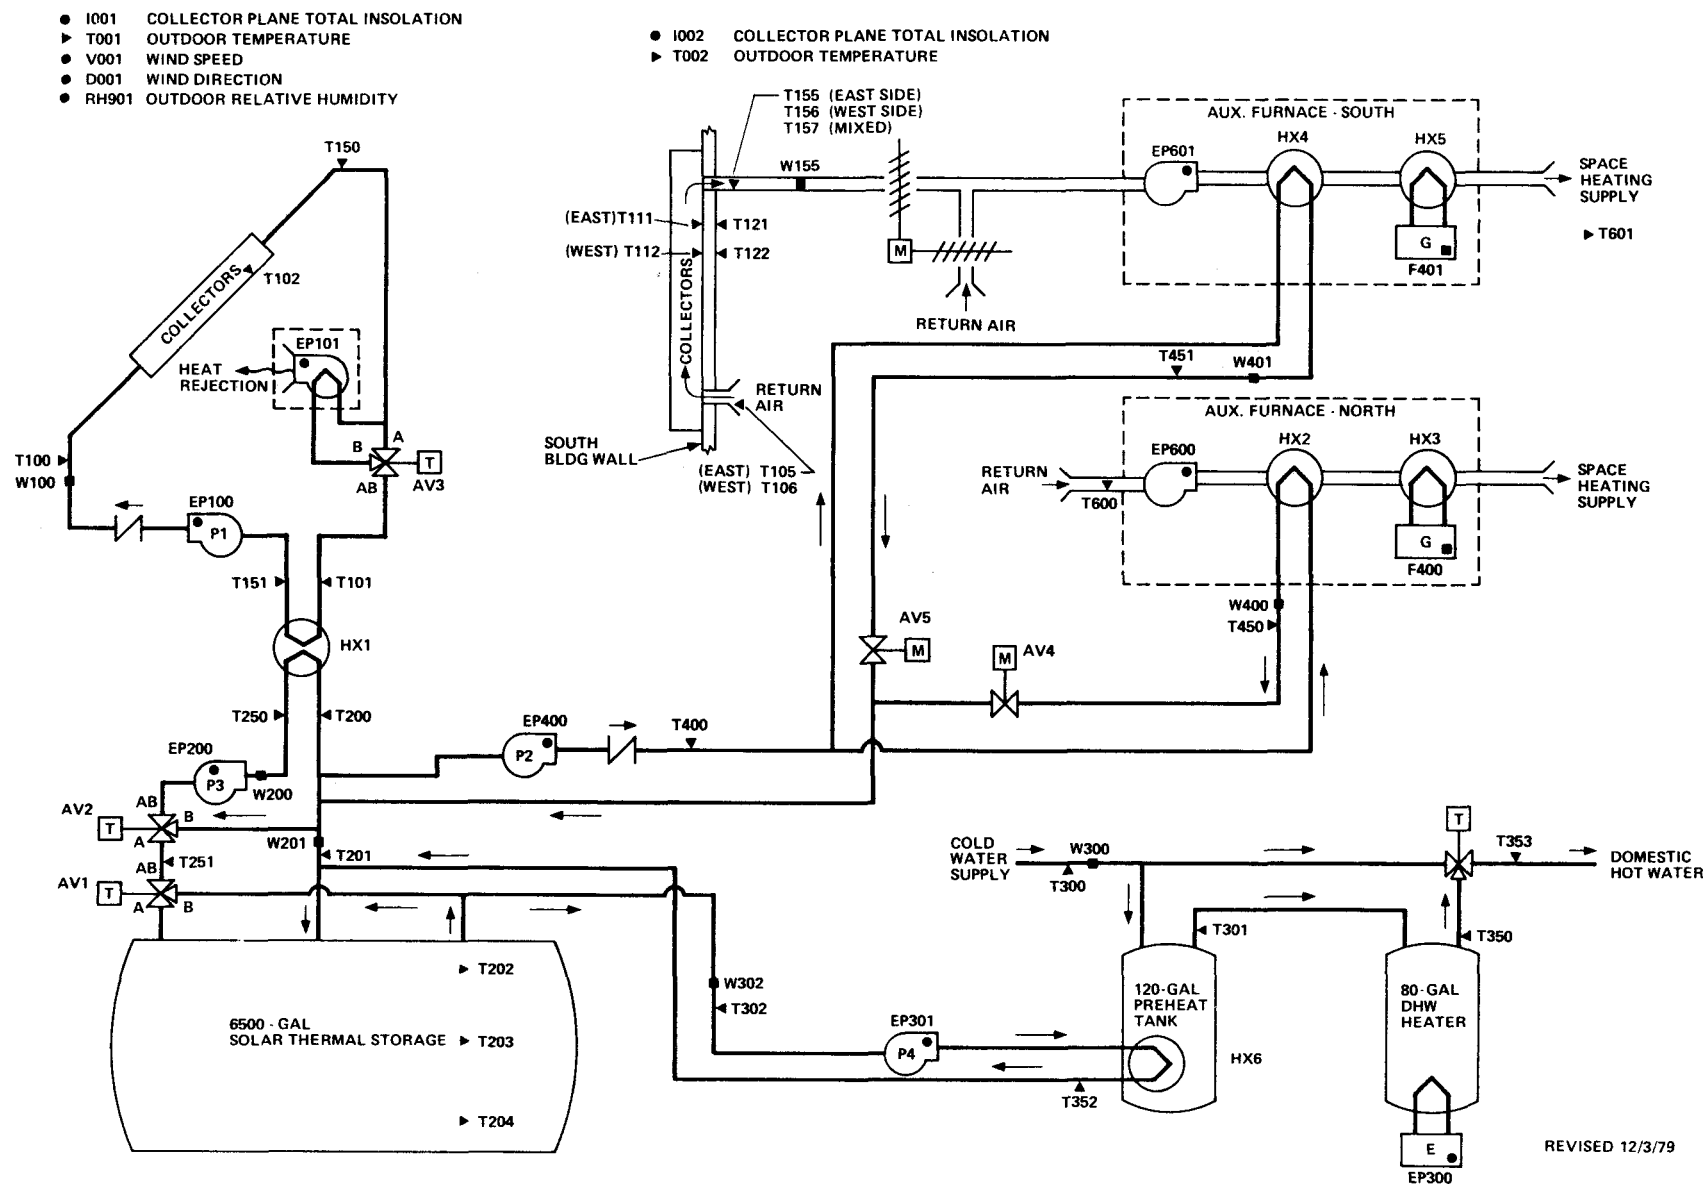 I001 COLLECTOR PLANE TOTAL INSOLATION
T001 OUTDOOR TEMPERATURE
V001 WIND SPEED
D001 WIND DIRECTION
RH901 OUTDOOR RELATIVE HUMIDITY
I002 COLLECTOR PLANE TOTAL INSOLATION
T002 OUTDOOR TEMPERATURE
T150
T102
COLLECTORS
EP101
HEAT
REJECTION
A
B
AB
T
AV3
T100
W100
EP100
P1
T151
T101
HX1
T250
T200
EP200
P3
W200
AB
AV2
T
B
A
W201
T201
T251
AB
AV1
T
A
B
6500 - GAL
SOLAR THERMAL STORAGE
T202
T203
T204
T155 (EAST SIDE)
T156 (WEST SIDE)
T157 (MIXED)
W155
(EAST) T111
T121
(WEST) T112
T122
COLLECTORS
M
RETURN AIR
RETURN
AIR
SOUTH
BLDG WALL
(EAST) T105
(WEST) T106
AUX. FURNACE - SOUTH
EP601
HX4
HX5
G
F401
SPACE
HEATING
SUPPLY
T601
T451
W401
AUX. FURNACE - NORTH
RETURN
AIR
T600
EP600
HX2
HX3
G
F400
SPACE
HEATING
SUPPLY
W400
T450
AV5
M
M
AV4
EP400
P2
T400
COLD
WATER
SUPPLY
W300
T300
T
T353
DOMESTIC
HOT WATER
T301
T350
W302
T302
EP301
P4
T352
120-GAL
PREHEAT
TANK
HX6
80-GAL
DHW
HEATER
E
EP300
REVISED 12/3/79